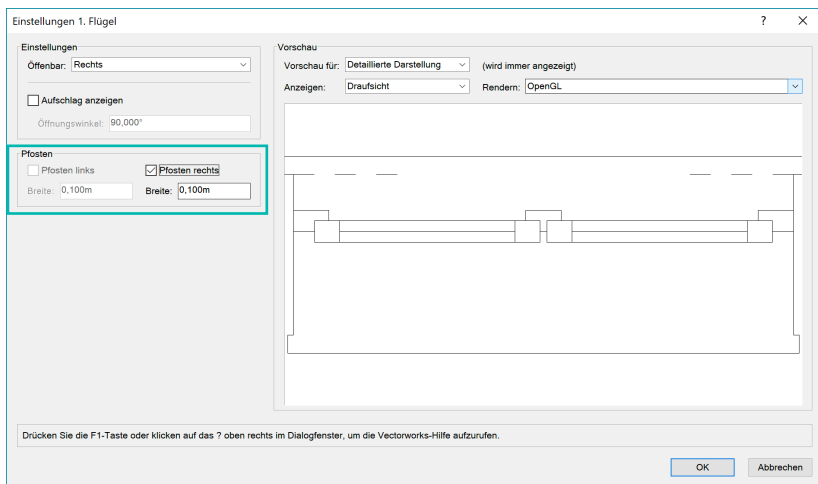 Einstellungen 1. Flügel
?
Einstellungen
Öffenbar: Rechts
Aufschlag anzeigen
Öffnungswinkel: 90,000°
Pfosten
Pfosten links Pfosten rechts
Breite: 0,100m Breite: 0,100m
Vorschau
Vorschau für: Detaillierte Darstellung (wird immer angezeigt)
Anzeigen: Draufsicht Rendern: OpenGL
Drücken Sie die F1-Taste oder klicken auf das ? oben rechts im Dialogfenster, um die Vectorworks-Hilfe aufzurufen.
OK Abbrechen